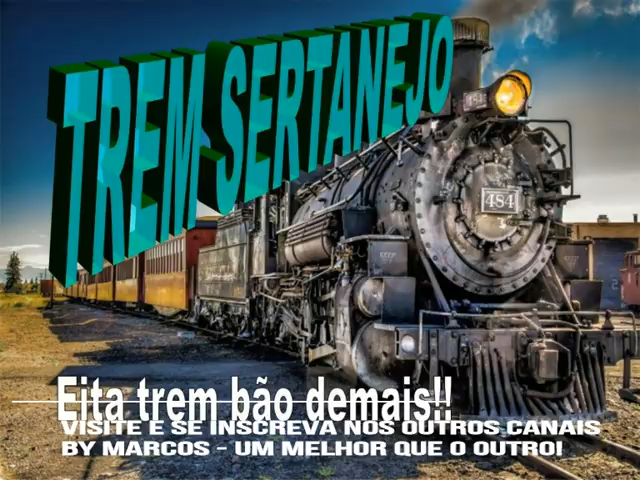 TREM SERTANEJO
484
Eita trem bão demais!!
VISITE E SE INSCREVA NOS OUTROS CANAIS
BY MARCOS - UM MELHOR QUE O OUTRO!